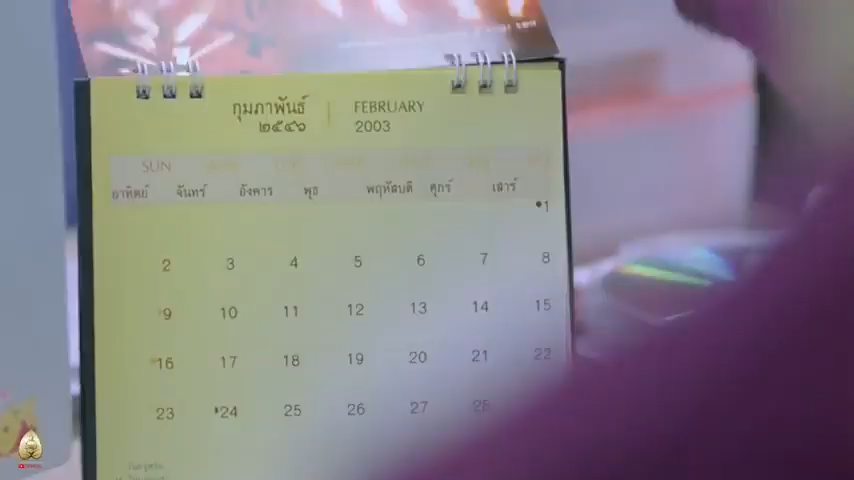 กุมภาพันธ์ | FEBRUARY
๒๕๔๖ 2003
SUN
อาทิตย์ จันทร์ อังคาร พุธ พฤหัสบดี ศุกร์ เสาร์
1
2 3 4 5 6 7 8
9 10 11 12 13 14 15
16 17 18 19 20 21 22
23 24 25 26 27 28